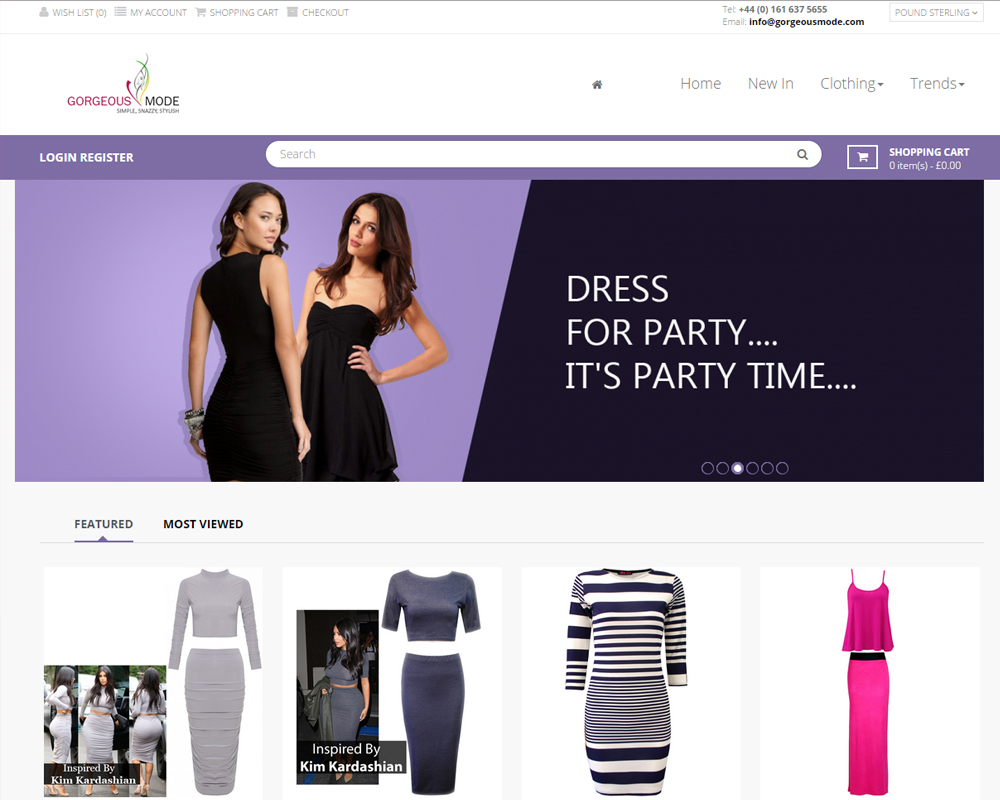 WISH LIST (0) MY ACCOUNT SHOPPING CART CHECKOUT
Tel: +44 (0) 161 637 5655
Email: info@gorgeousmode.com
POUND STERLING
GORGEOUS MODE
SIMPLE, SNAZZY, STYLISH
Home New In Clothing Trends
LOGIN REGISTER
Search
SHOPPING CART
0 item(s) - £0.00
DRESS
FOR PARTY....
IT'S PARTY TIME....
FEATURED MOST VIEWED
Inspired By
Kim Kardashian
Inspired By
Kim Kardashian